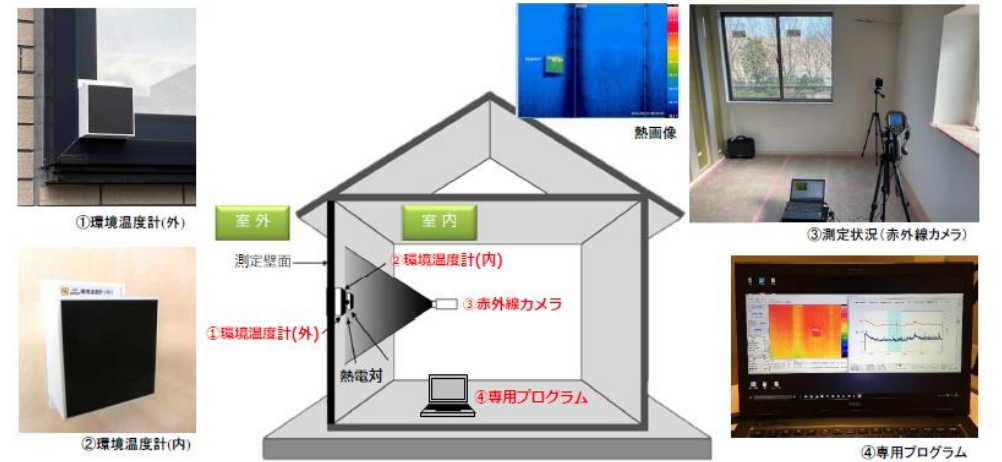 熱画像
①環境温度計(外)
③測定状況(赤外線カメラ)
室外
室内
測定壁面
②環境温度計(内)
③赤外線カメラ
①環境温度計(外)
熱電対
④専用プログラム
②環境温度計(内)
④専用プログラム